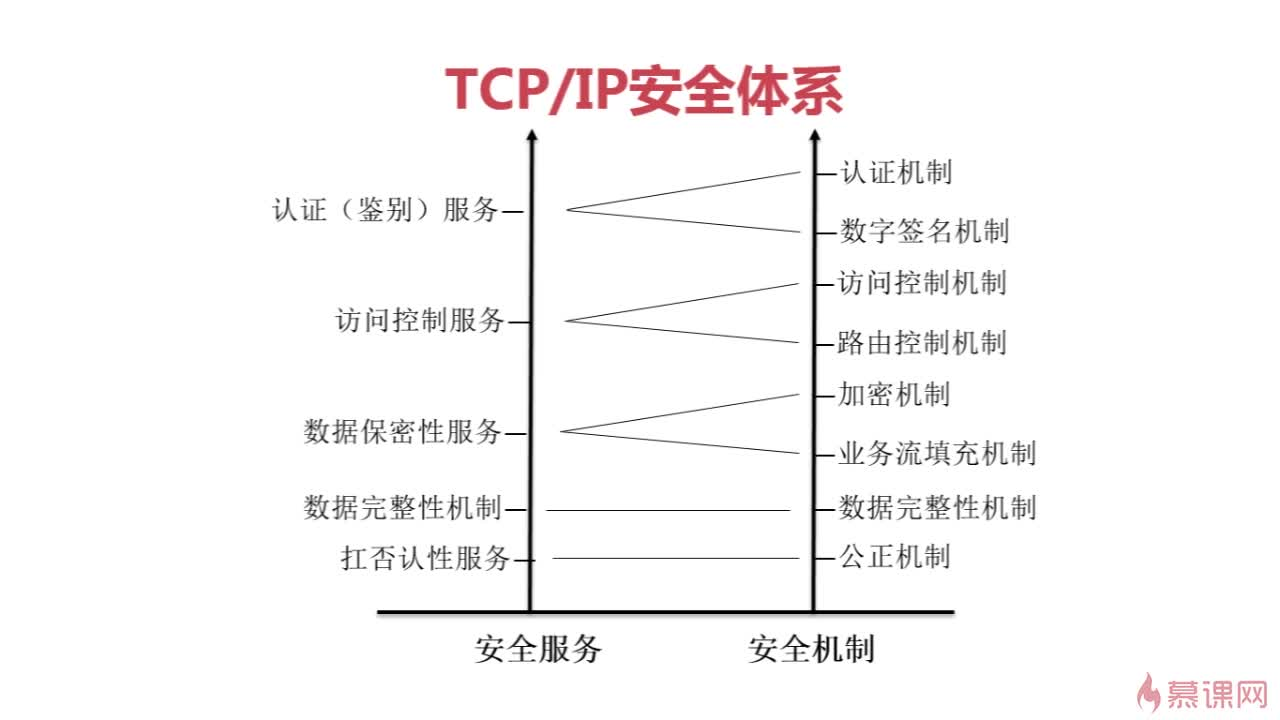 TCP/IP安全体系
认证（鉴别）服务
认证机制
数字签名机制
访问控制服务
访问控制机制
路由控制机制
数据保密性服务
加密机制
业务流填充机制
数据完整性机制
数据完整性机制
扛否认性服务
公正机制
安全服务
安全机制
慕课网